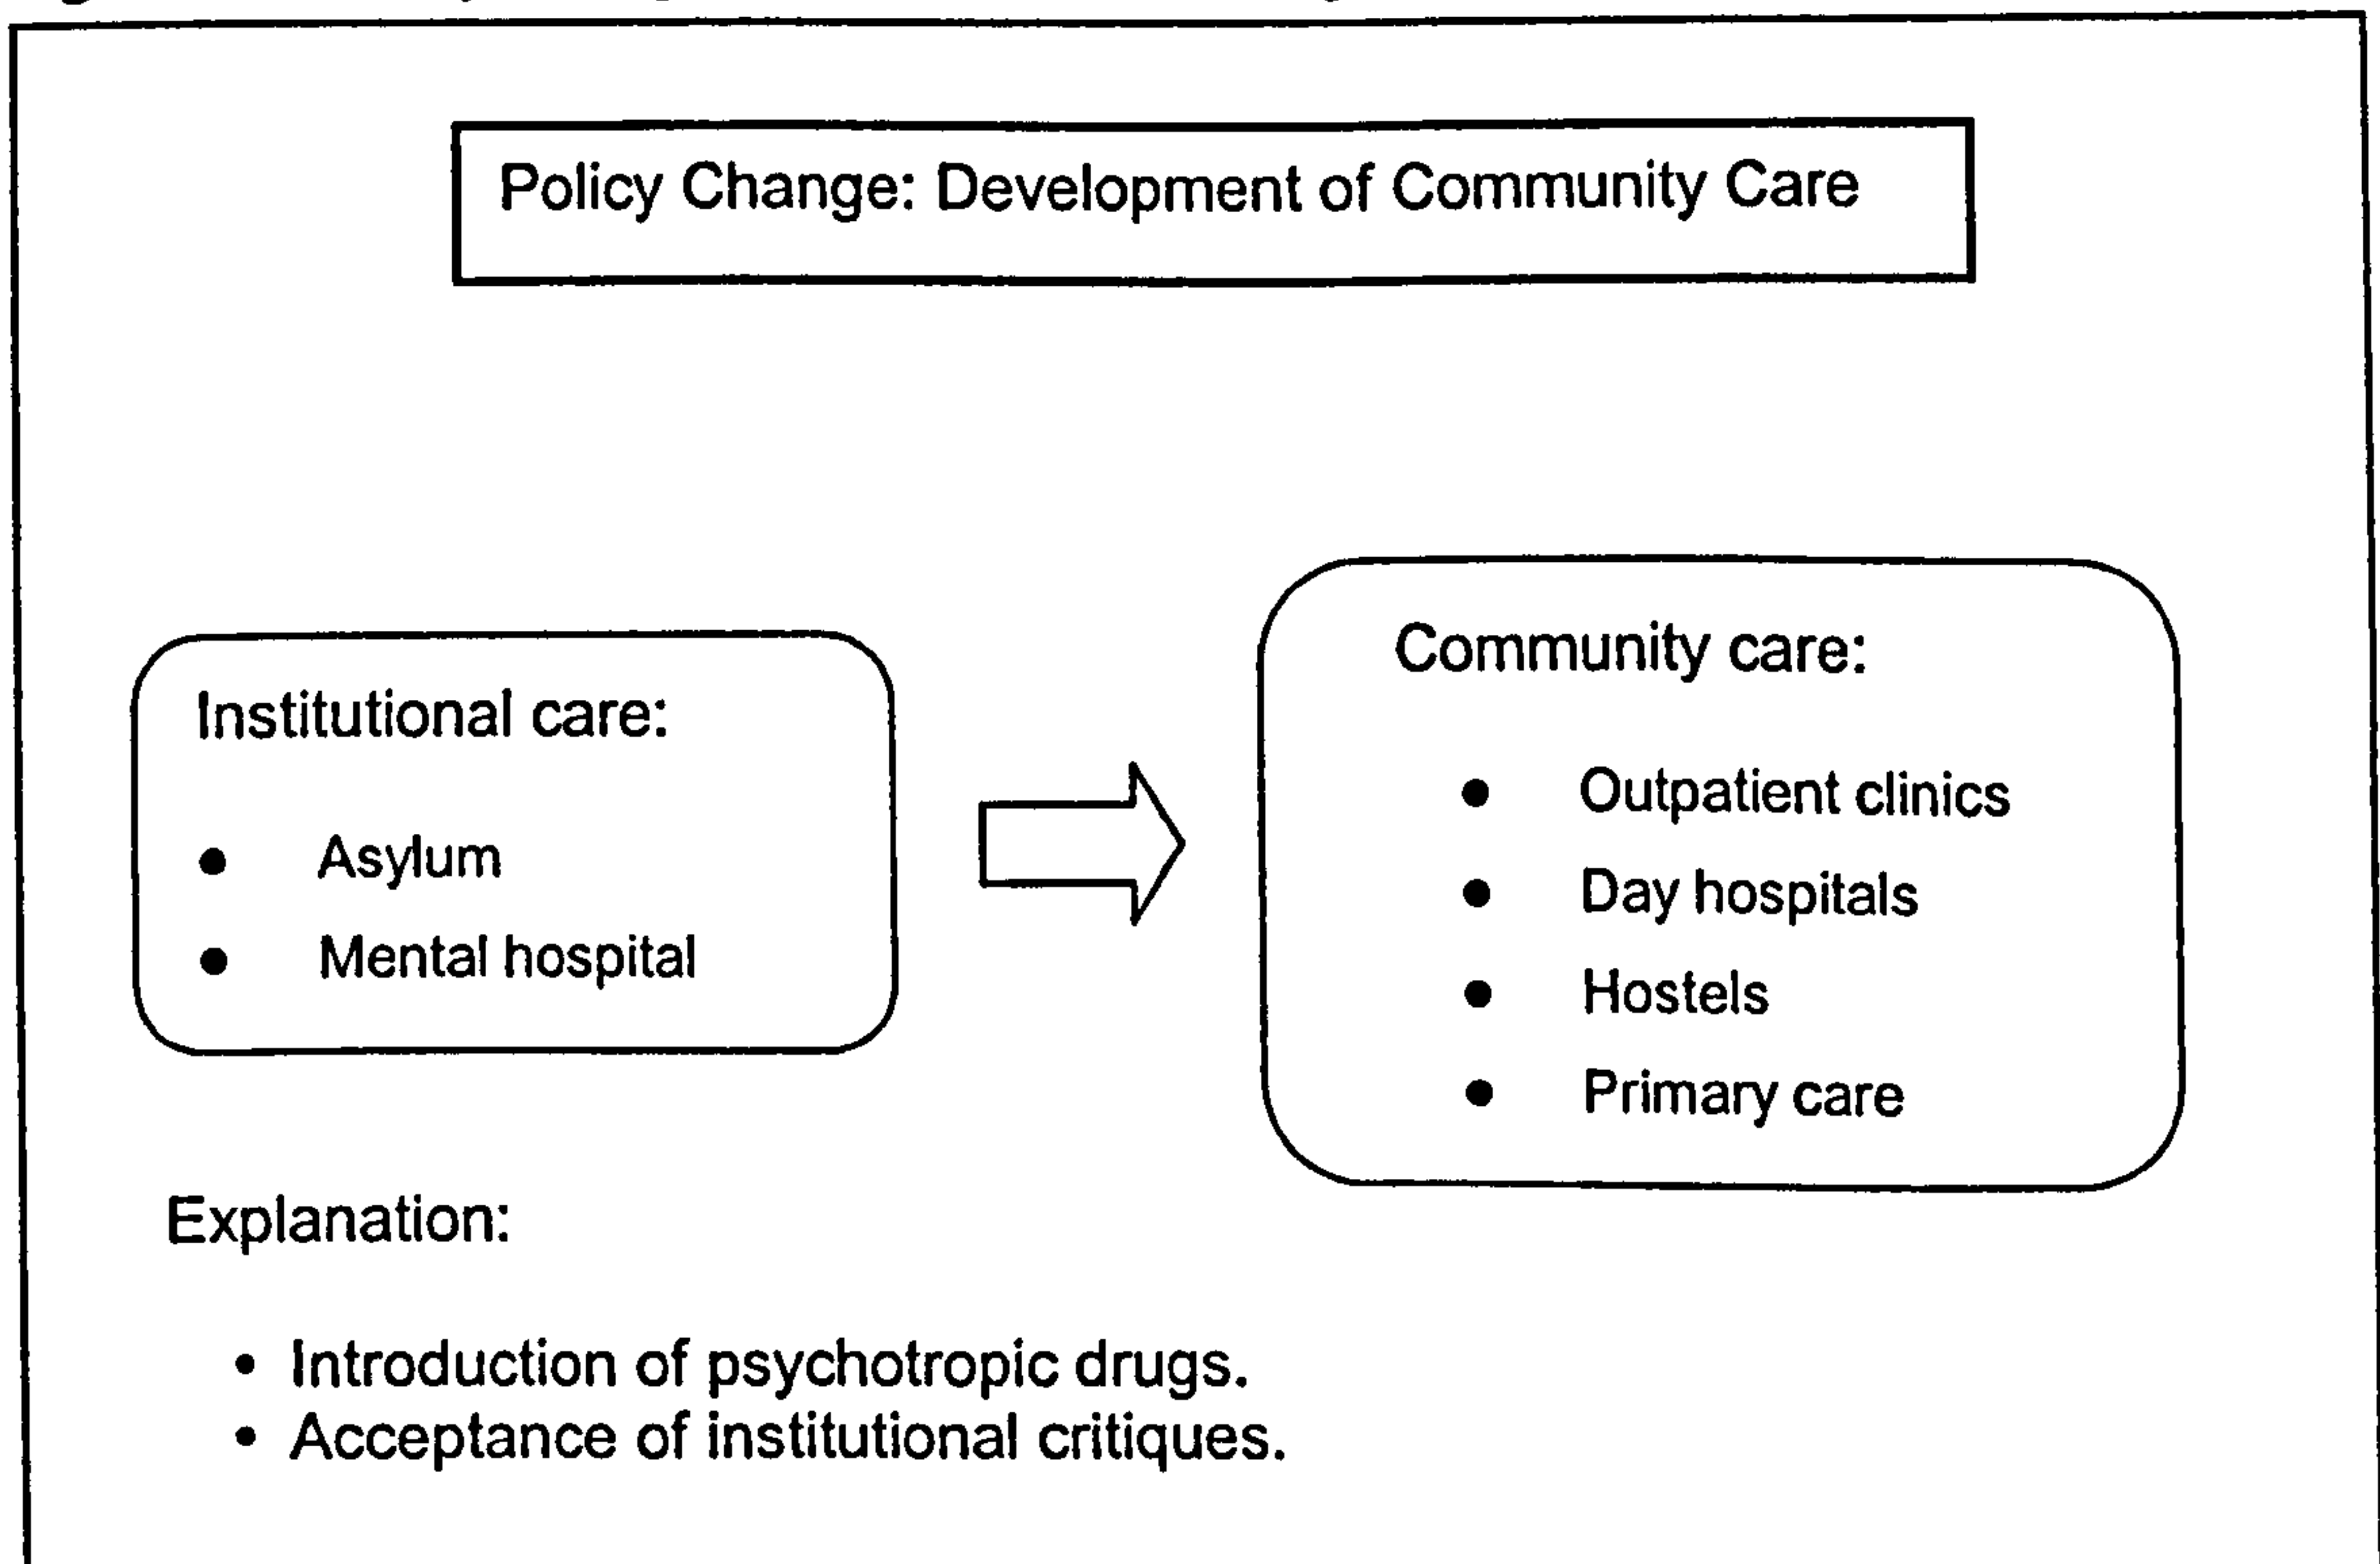 Policy Change: Development of Community Care
Institutional care:
• Asylum
• Mental hospital
Community care:
• Outpatient clinics
• Day hospitals
• Hostels
• Primary care
Explanation:
• Introduction of psychotropic drugs.
• Acceptance of institutional critiques.